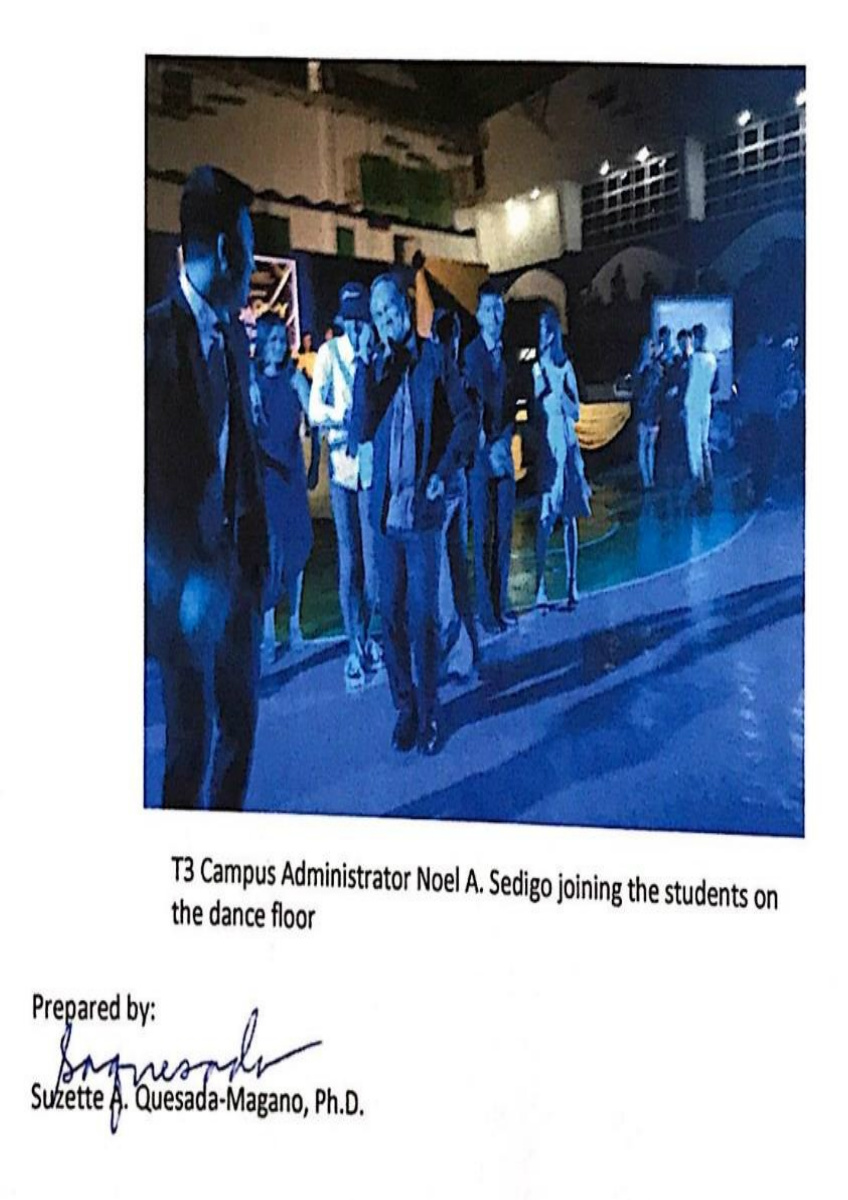 T3 Campus Administrator Noel A. Sedigo joining the students on
the dance floor
Prepared by:
Suzette A. Quesada-Magano, Ph.D.